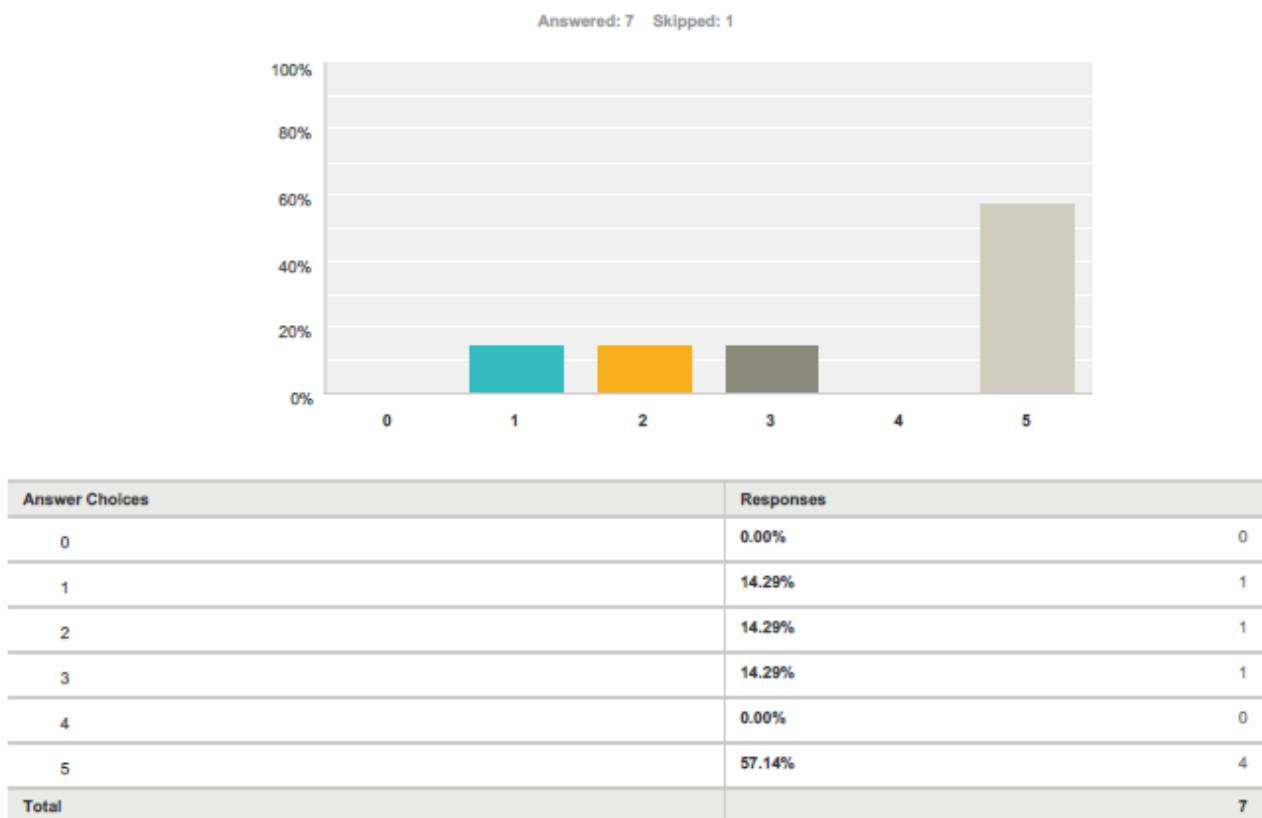 Answered: 7 Skipped: 1
100%
80%
60%
40%
20%
0%
0 1 2 3 4 5
Answer Choices Responses
0 0.00% 0
1 14.29% 1
2 14.29% 1
3 14.29% 1
4 0.00% 0
5 57.14% 4
Total 7